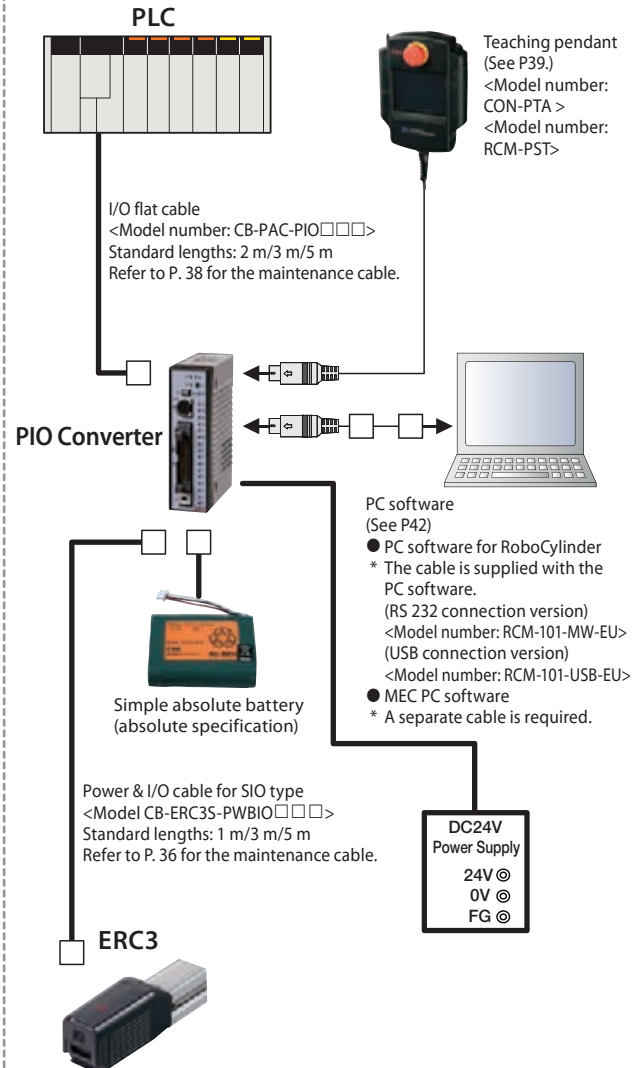 PLC
Teaching pendant
(See P39.)
<Model number:
CON-PTA >
<Model number:
RCM-PST>
I/O flat cable
<Model number: CB-PAC-PIO□□□>
Standard lengths: 2 m/3 m/5 m
Refer to P. 38 for the maintenance cable.
PIO Converter
PC software
(See P42)
● PC software for RoboCylinder
* The cable is supplied with the
PC software.
(RS 232 connection version)
<Model number: RCM-101-MW-EU>
(USB connection version)
<Model number: RCM-101-USB-EU>
● MEC PC software
* A separate cable is required.
Simple absolute battery
(absolute specification)
Power & I/O cable for SIO type
<Model CB-ERC3S-PWBIO□□□>
Standard lengths: 1 m/3 m/5 m
Refer to P. 36 for the maintenance cable.
DC24V
Power Supply
24V ◎
0V ◎
FG ◎
ERC3